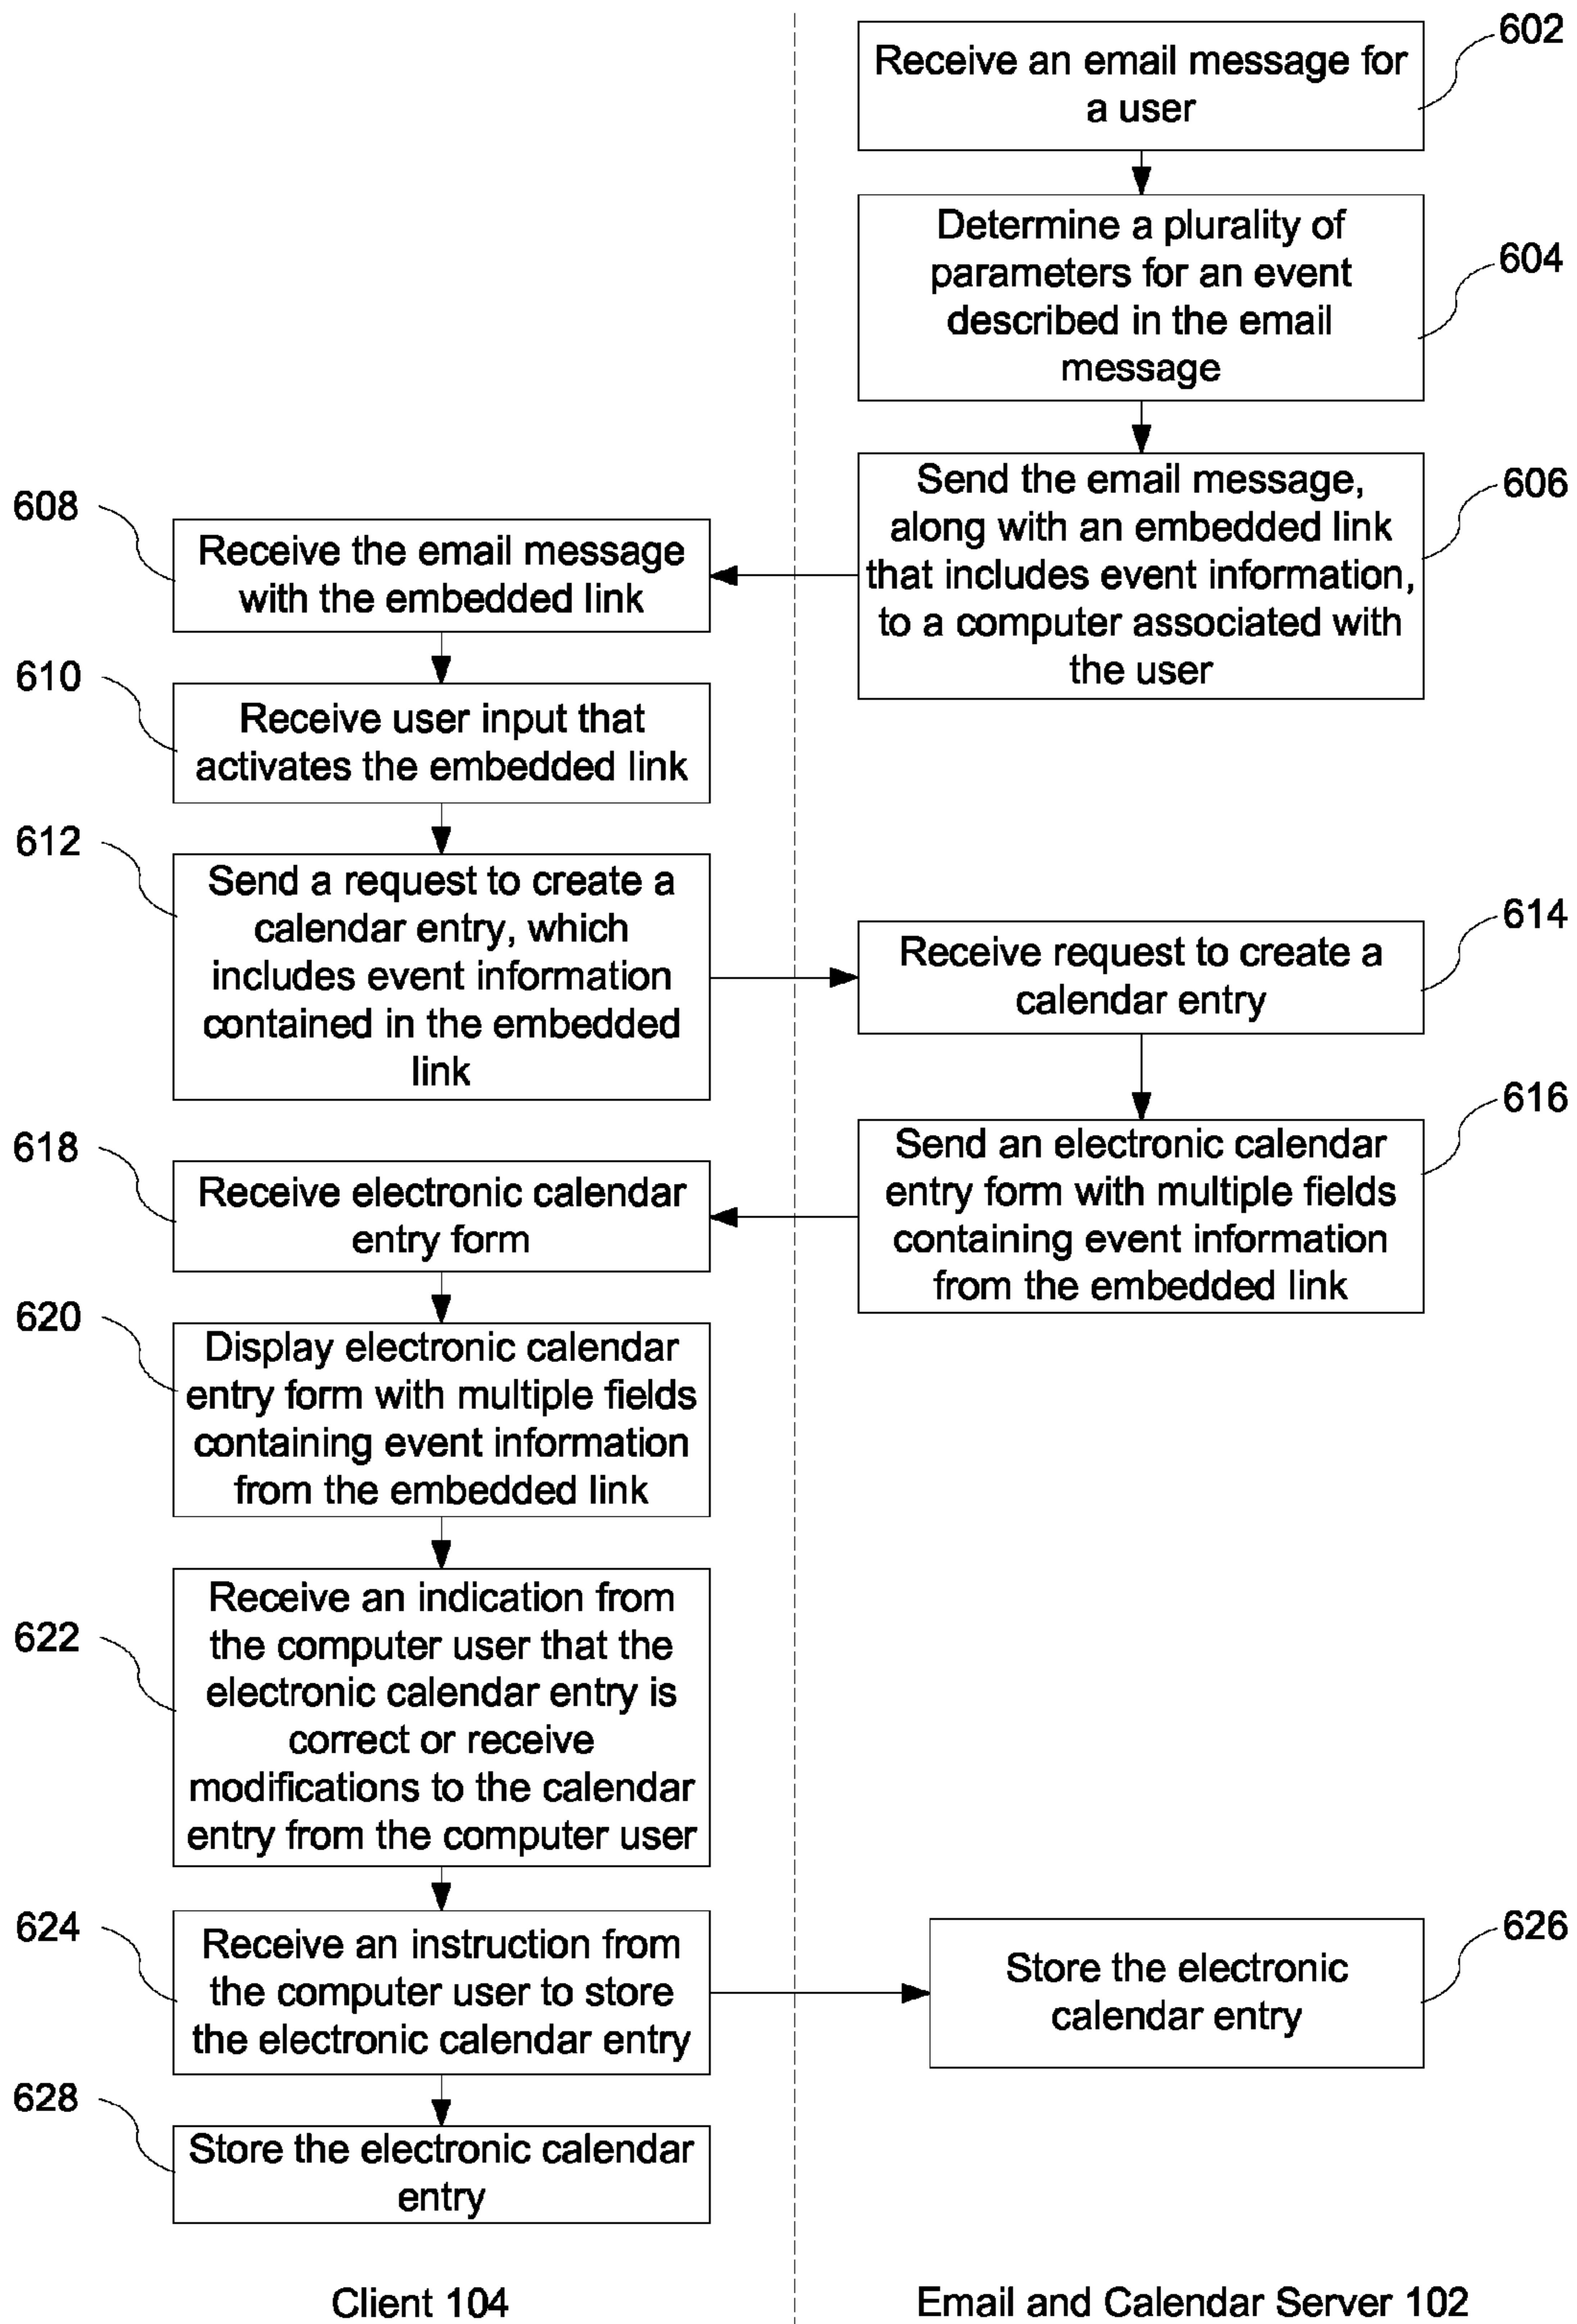 602
Receive an email message for
a user
604
Determine a plurality of
parameters for an event
described in the email
message
606
Send the email message,
along with an embedded link
that includes event information,
to a computer associated with
the user
608
Receive the email message
with the embedded link
610
Receive user input that
activates the embedded link
612
Send a request to create a
calendar entry, which
includes event information
contained in the embedded
link
614
Receive request to create a
calendar entry
616
Send an electronic calendar
entry form with multiple fields
containing event information
from the embedded link
618
Receive electronic calendar
entry form
620
Display electronic calendar
entry form with multiple fields
containing event information
from the embedded link
622
Receive an indication from
the computer user that the
electronic calendar entry is
correct or receive
modifications to the calendar
entry from the computer user
624
Receive an instruction from
the computer user to store
the electronic calendar entry
626
Store the electronic
calendar entry
628
Store the electronic calendar
entry
Client 104
Email and Calendar Server 102